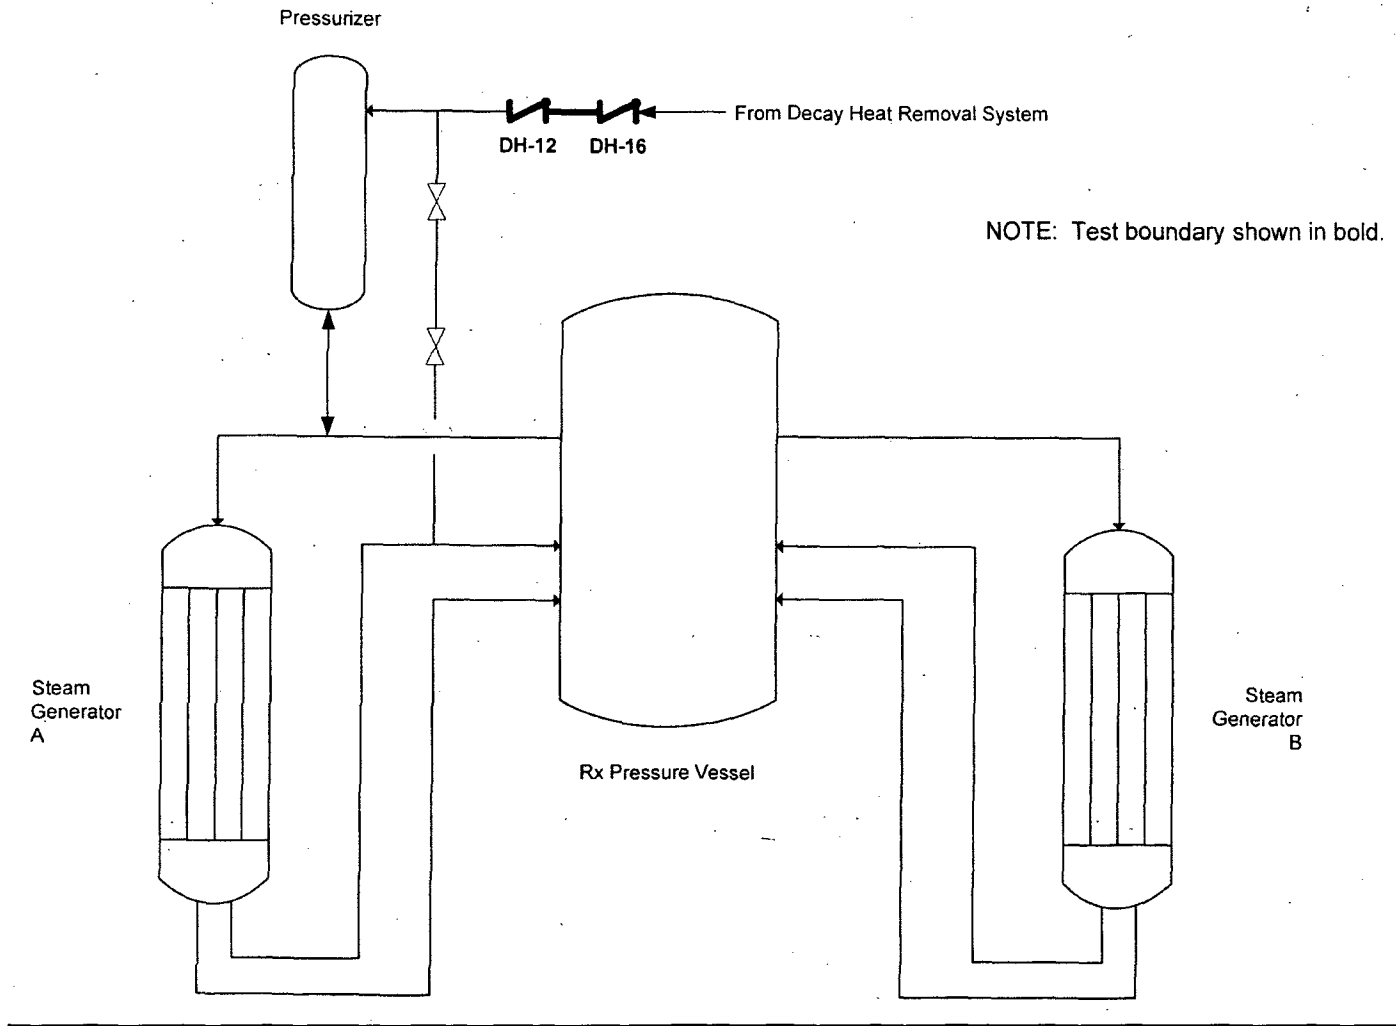 Pressurizer
From Decay Heat Removal System
DH-12 DH-16
NOTE: Test boundary shown in bold.
Steam
Generator
A
Steam
Generator
B
Rx Pressure Vessel